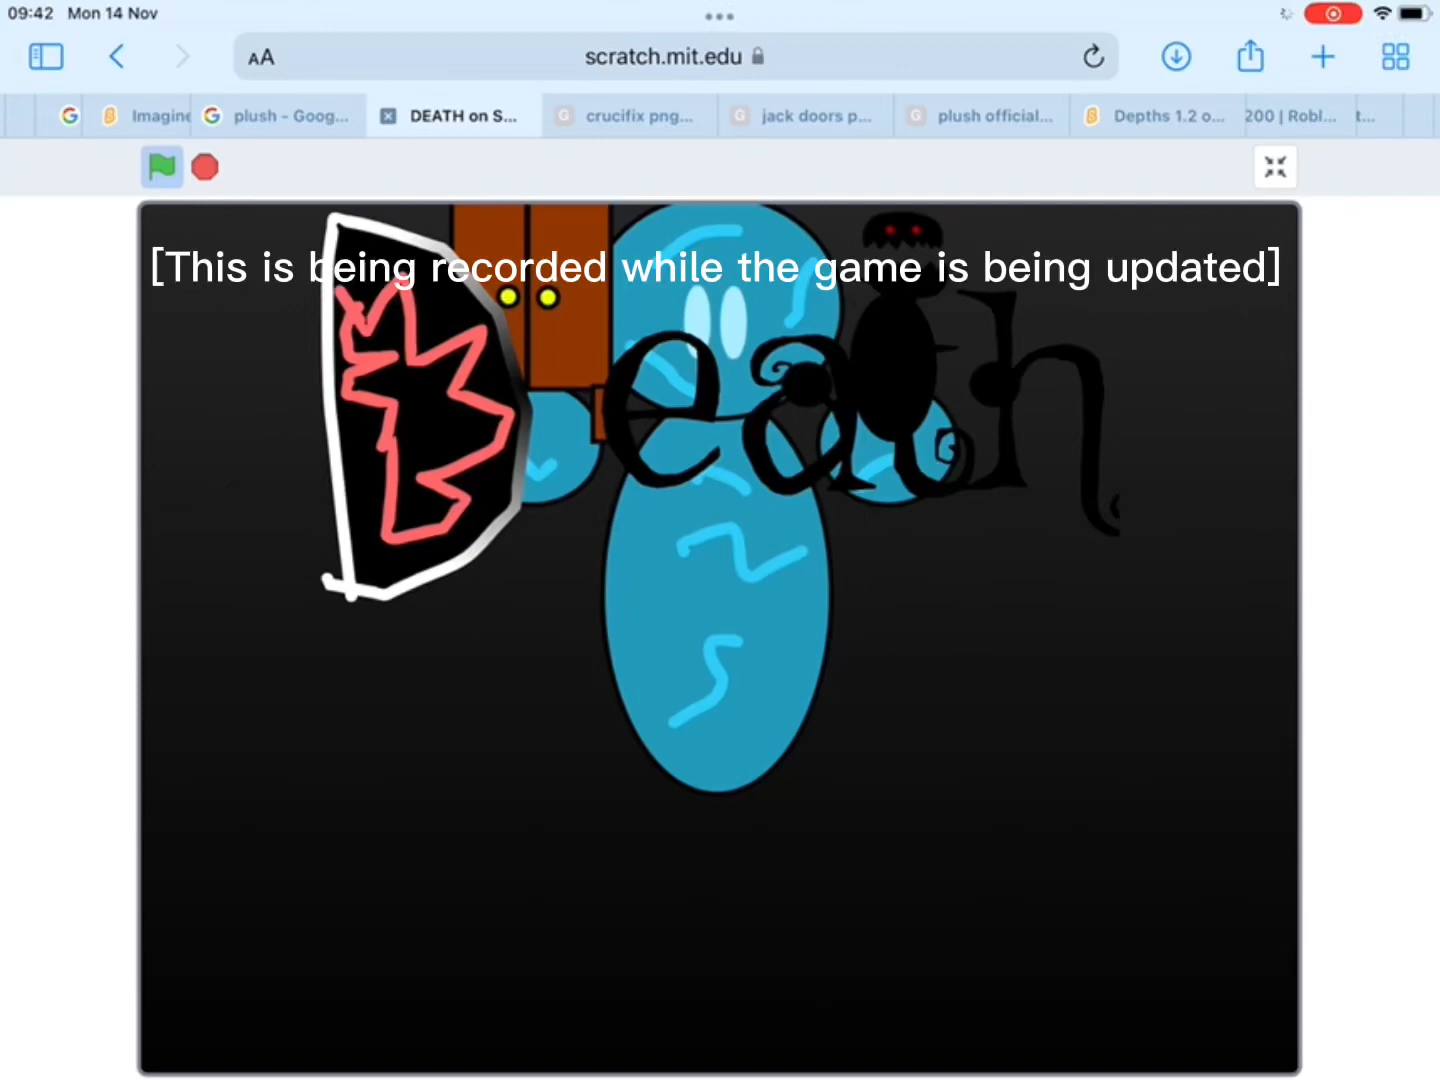 09:42 Mon 14 Nov
AA scratch.mit.edu
Imagine
plush - Goog...
DEATH on S...
crucifix png...
jack doors p...
plush official...
Depths 1.2 o...
200 | Robl...
t...
[This is being recorded while the game is being updated]
Death